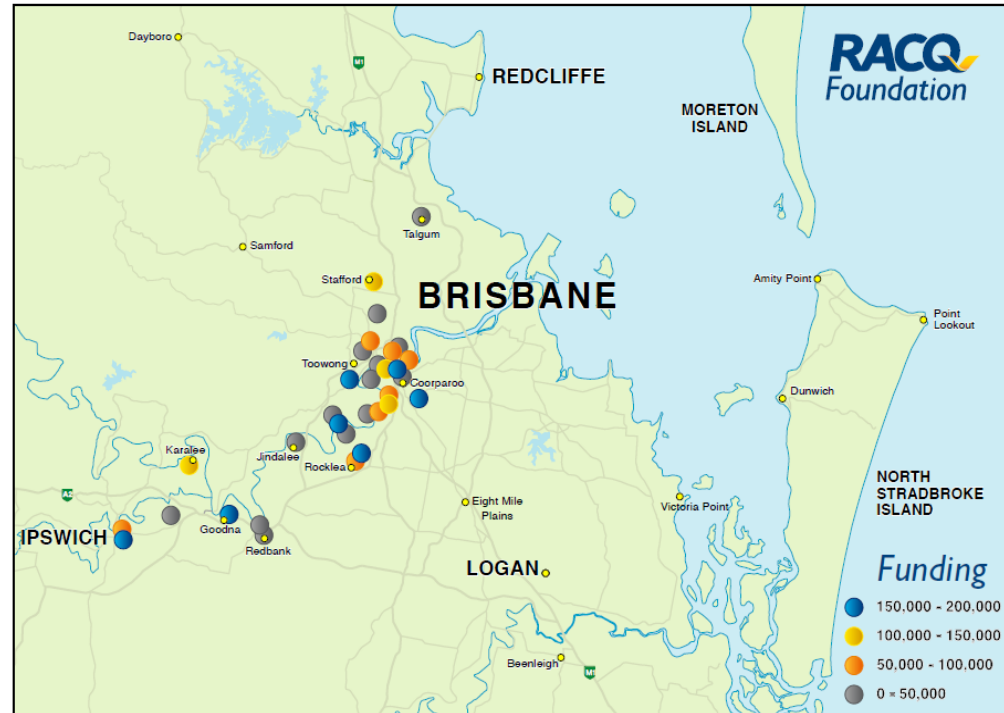 Dayboro
M1
REDCLIFFE
RACQ
Foundation
MORETON
ISLAND
Talgum
Samford
Stafford
BRISBANE
Amity Point
Point
Lookout
Toowong
Coorparoo
Dunwich
Karalee
Jindalee
Rocklea
A2
Eight Mile
Plains
Victoria Point
NORTH
STRADBROKE
ISLAND
IPSWICH
Goodna
Redbank
LOGAN
Beenleigh
Funding
150,000 - 200,000
100,000 - 150,000
50,000 - 100,000
0 - 50,000